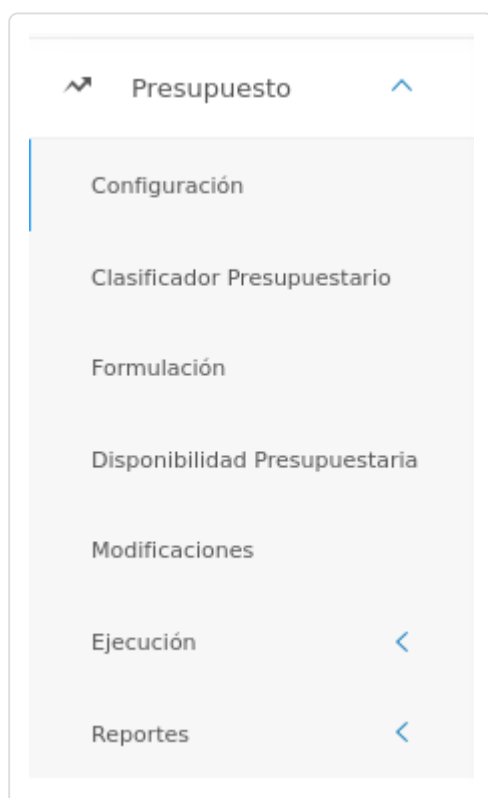 Presupuesto
Configuración
Clasificador Presupuestario
Formulación
Disponibilidad Presupuestaria
Modificaciones
Ejecución
Reportes